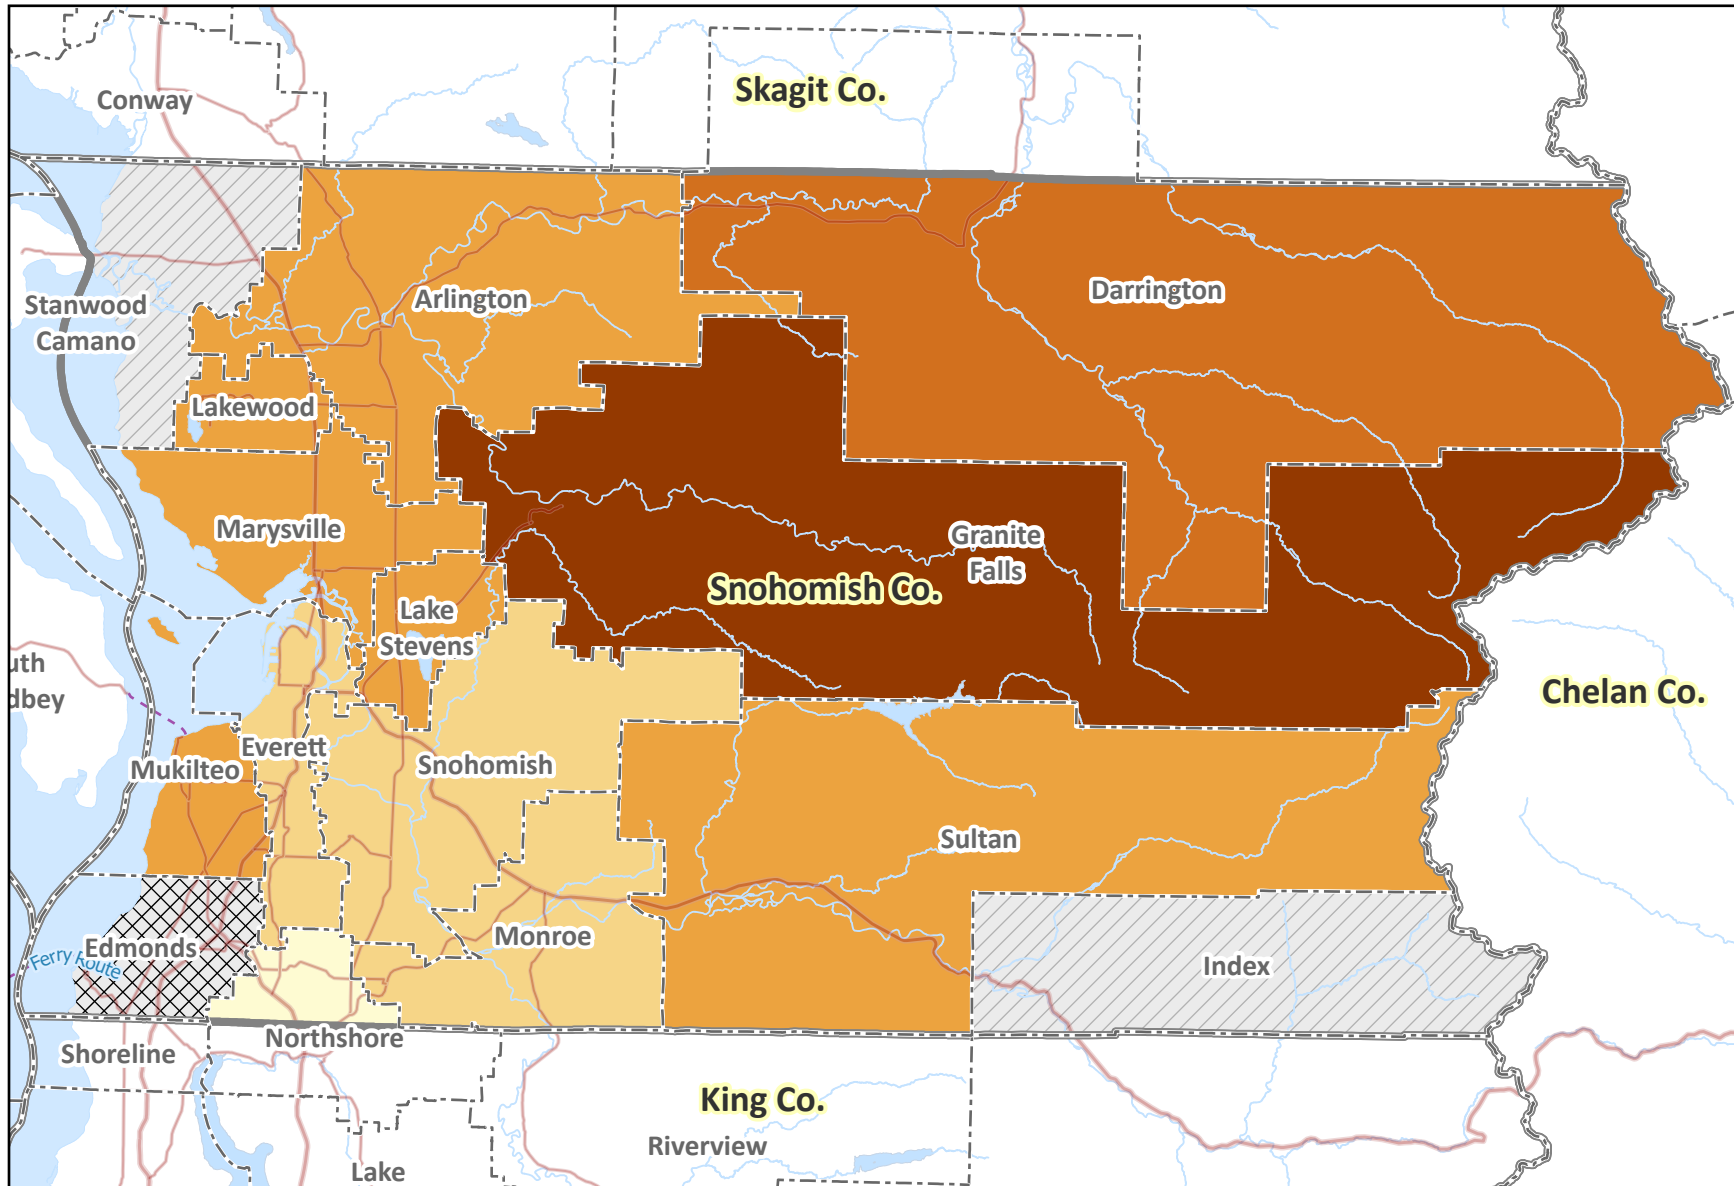 Skagit Co.
Conway
Darrington
Arlington
Stanwood
Camano
Lakewood
Marysville
Granite
Falls
Snohomish Co.
Lake
Stevens
uth
dbey
Chelan Co.
Everett
Snohomish
Mukilteo
Sultan
Monroe
Edmonds
Ferry Route
Index
Northshore
Shoreline
King Co.
Riverview
Lake